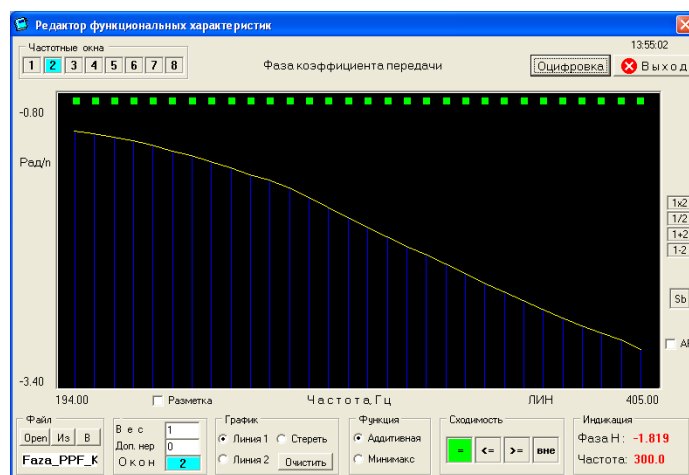 Редактор функциональных характеристик
Частотные окна
13:55:02
1 2 3 4 5 6 7 8
Фаза коэффициента передачи
Оцифровка
Выход
-0.80
Рад/п
1x2
1/2
1+2
1-2
Sb
-3.40
194.00
Разметка
Частота, Гц
ЛИН
405.00
Файл
Open Из В
Faza_PPF_K
Вес 1
Доп. нер 0
Окон 2
График
Линия 1 Стереть
Линия 2 Очистить
Функция
Аддитивная
Минимакс
Сходимость
= <= >= вне
Индикация
Фаза Н: -1.819
Частота: 300.0